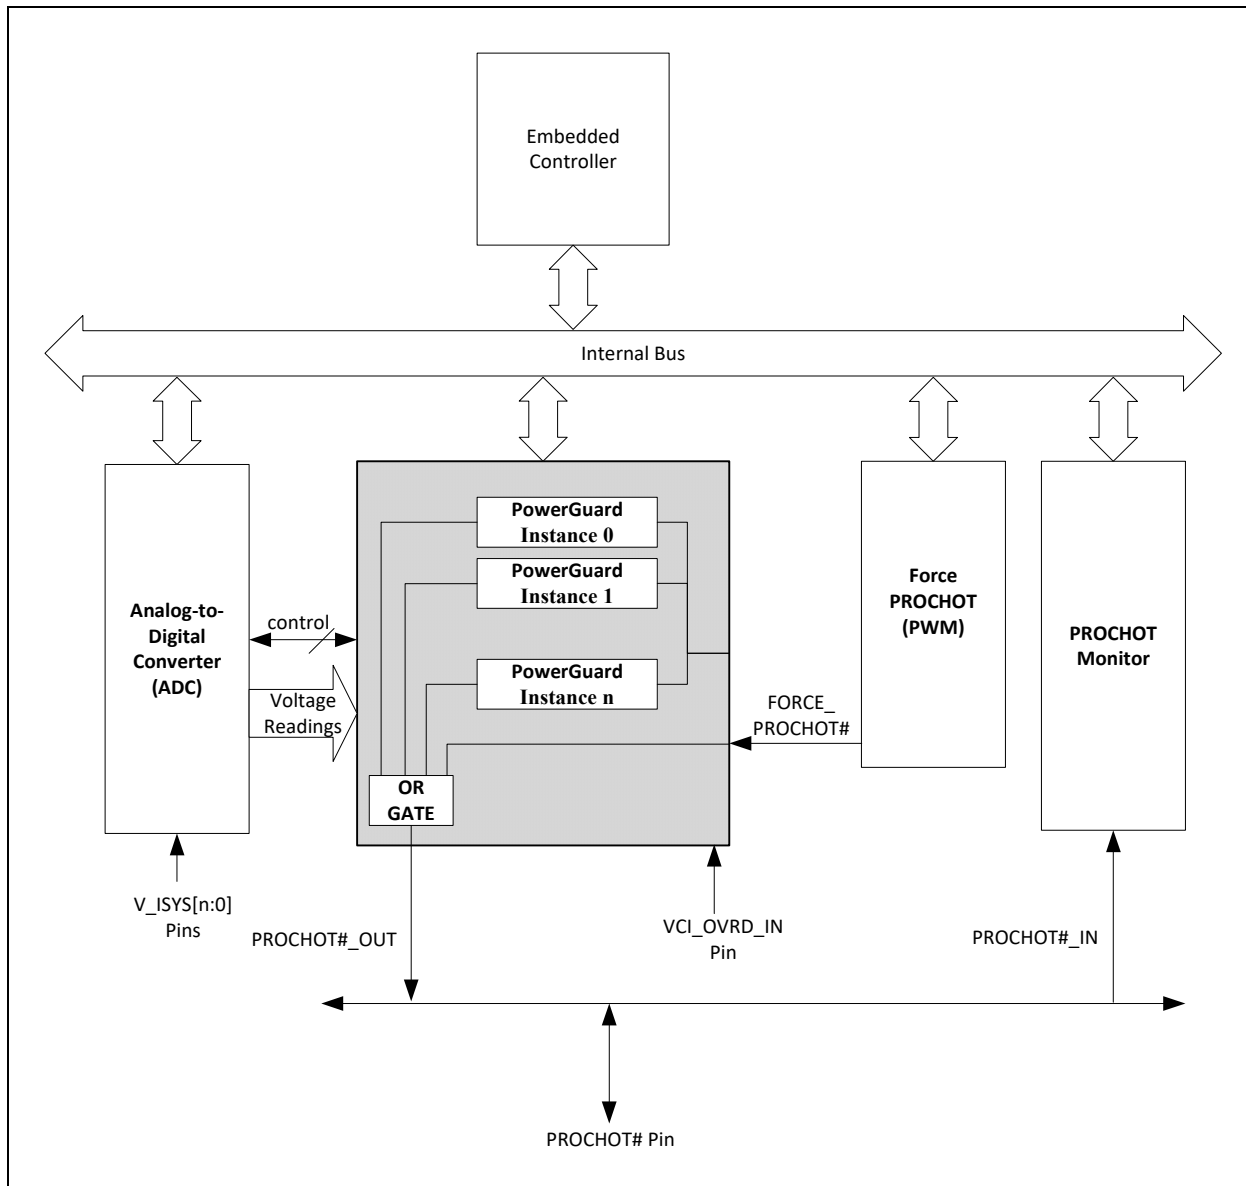 Embedded
Controller
Internal Bus
Analog-to-
Digital
Converter
(ADC)
control
Voltage
Readings
PowerGuard
Instance 0
PowerGuard
Instance 1
PowerGuard
Instance n
OR
GATE
FORCE_
PROCHOT#
Force
PROCHOT
(PWM)
PROCHOT
Monitor
V_ISYS[n:0]
Pins
PROCHOT#_OUT
VCI_OVRD_IN
Pin
PROCHOT#_IN
PROCHOT# Pin